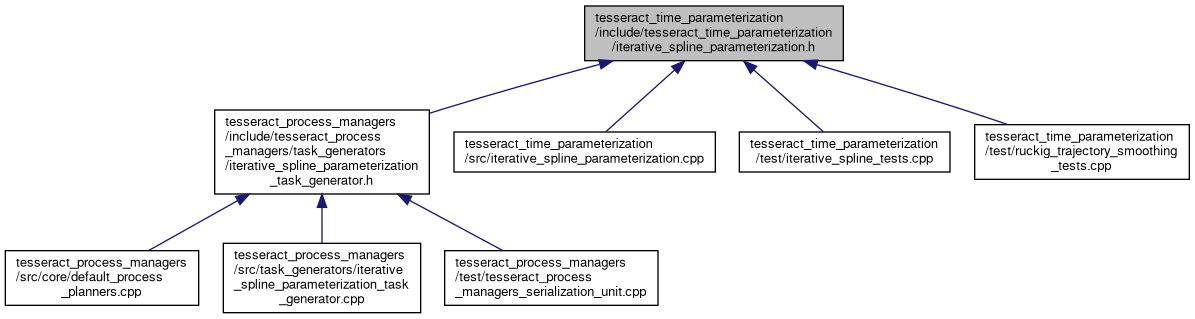 tesseract_time_parameterization
/include/tesseract_time_parameterization
/iterative_spline_parameterization.h
tesseract_process_managers
/include/tesseract_process
_managers/task_generators
/iterative_spline_parameterization
_task_generator.h
tesseract_time_parameterization
/src/iterative_spline_parameterization.cpp
tesseract_time_parameterization
/test/iterative_spline_tests.cpp
tesseract_time_parameterization
/test/ruckig_trajectory_smoothing
_tests.cpp
tesseract_process_managers
/src/core/default_process
_planners.cpp
tesseract_process_managers
/src/task_generators/iterative
_spline_parameterization_task
_generator.cpp
tesseract_process_managers
/test/tesseract_process
_managers_serialization_unit.cpp